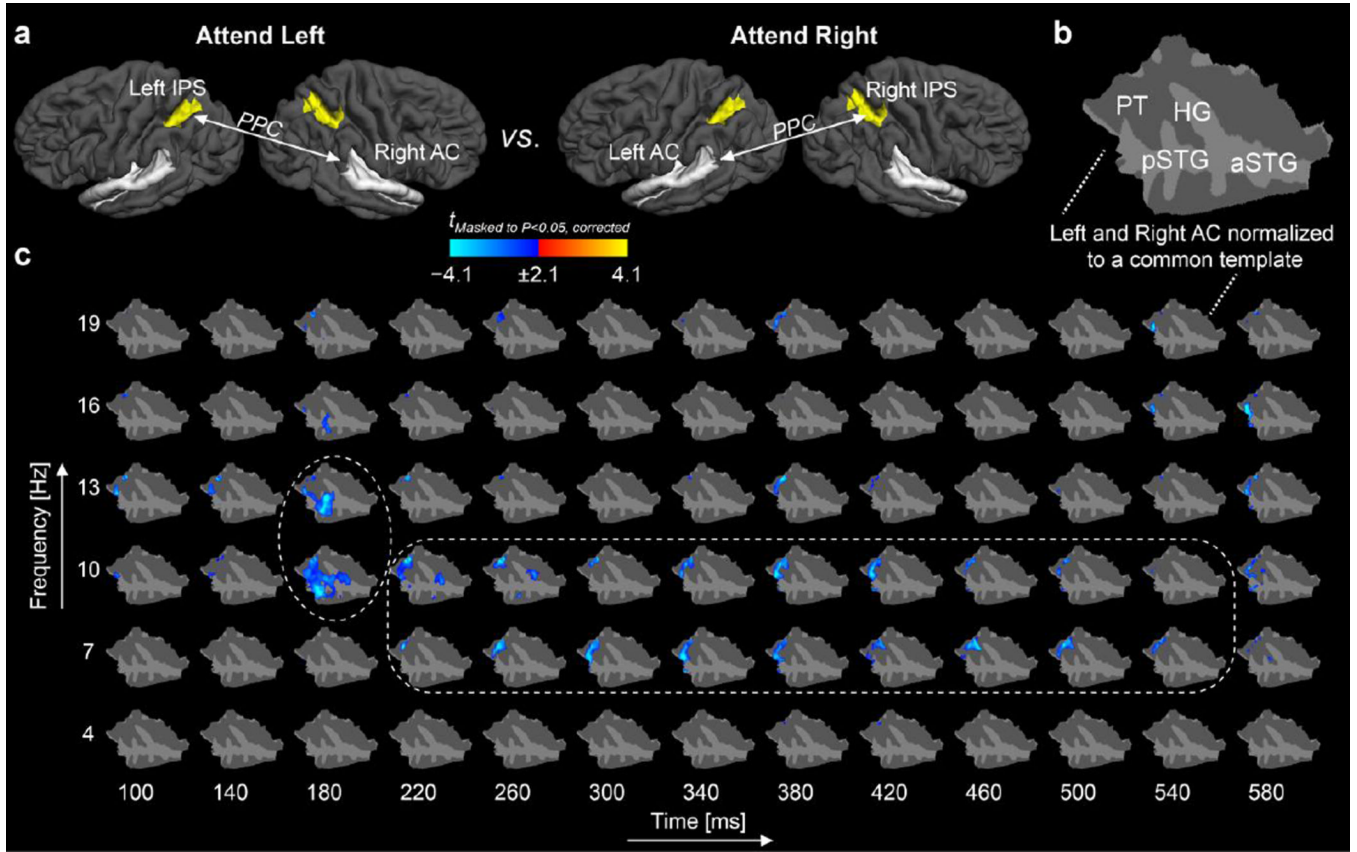 a
Attend Left
Attend Right
b
Left IPS
PPC
Right AC
vs.
Right IPS
PPC
Left AC
PT
HG
pSTG
aSTG
Left and Right AC normalized
to a common template
t Masked to P<0.05, corrected
−4.1 ±2.1 4.1
c
Frequency [Hz]
19
16
13
10
7
4
100 140 180 220 260 300 340 380 420 460 500 540 580
Time [ms]